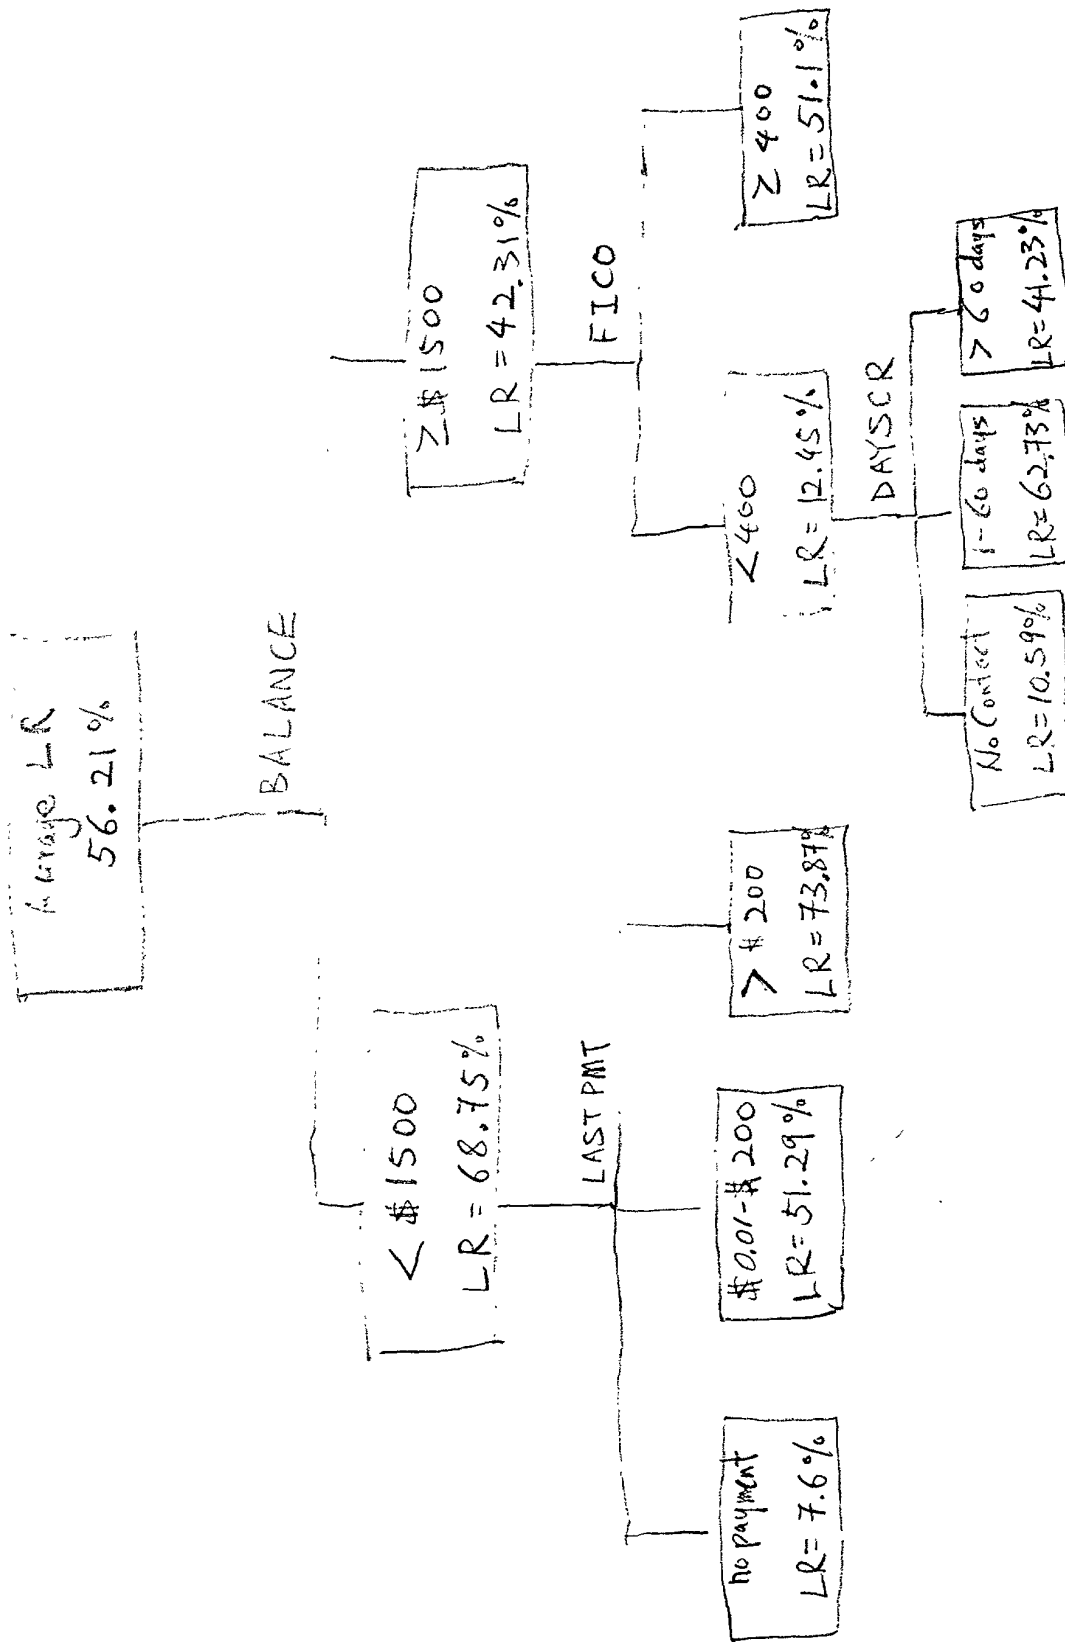 Average LR
56.21%
BALANCE
< $1500
LR = 68.75%
≥ $1500
LR = 42.31%
LAST PMT
FICO
no payment
LR = 7.6%
$0.01-$200
LR = 51.29%
> $200
LR = 73.87%
< 400
LR = 12.45%
≥ 400
LR = 51.1%
DAYSCR
No Contact
LR = 10.59%
1-60 days
LR = 62.73%
> 60 days
LR = 41.23%